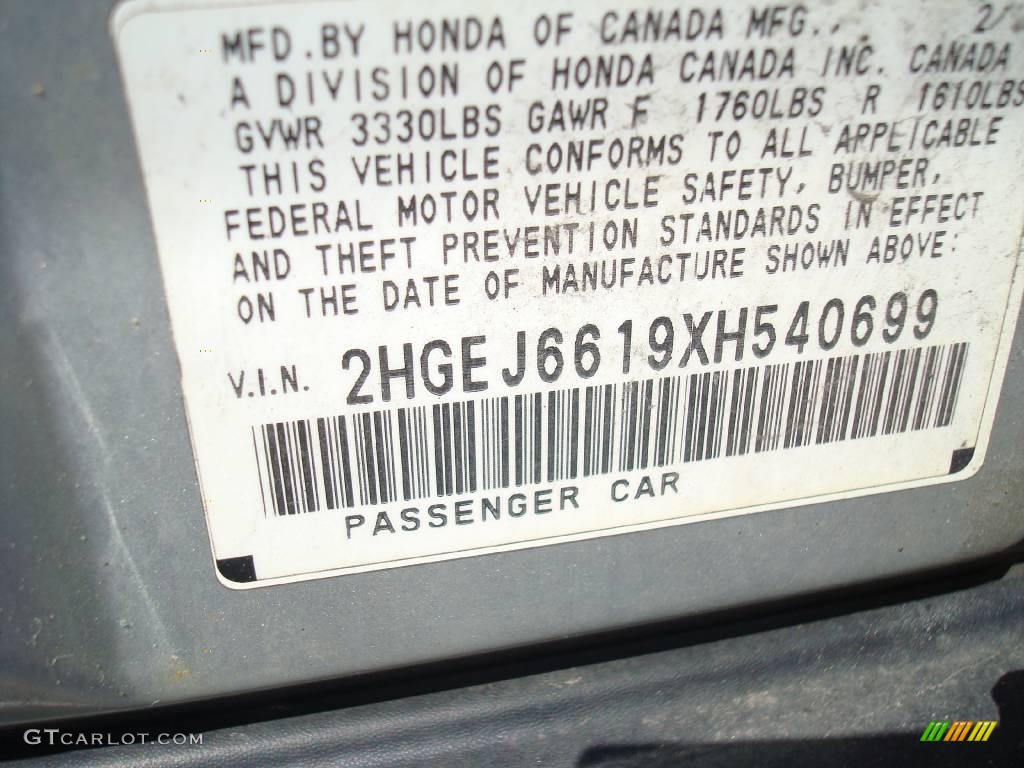 MFD.BY HONDA OF CANADA MFG., 2/
A DIVISION OF HONDA CANADA INC. CANADA
GVWR 3330LBS GAWR F 1760LBS R 1610LBS
THIS VEHICLE CONFORMS TO ALL APPLICABLE
FEDERAL MOTOR VEHICLE SAFETY, BUMPER,
AND THEFT PREVENTION STANDARDS IN EFFECT
ON THE DATE OF MANUFACTURE SHOWN ABOVE:
V.I.N. 2HGEJ6619XH540699
PASSENGER CAR
GTCARLOT.COM